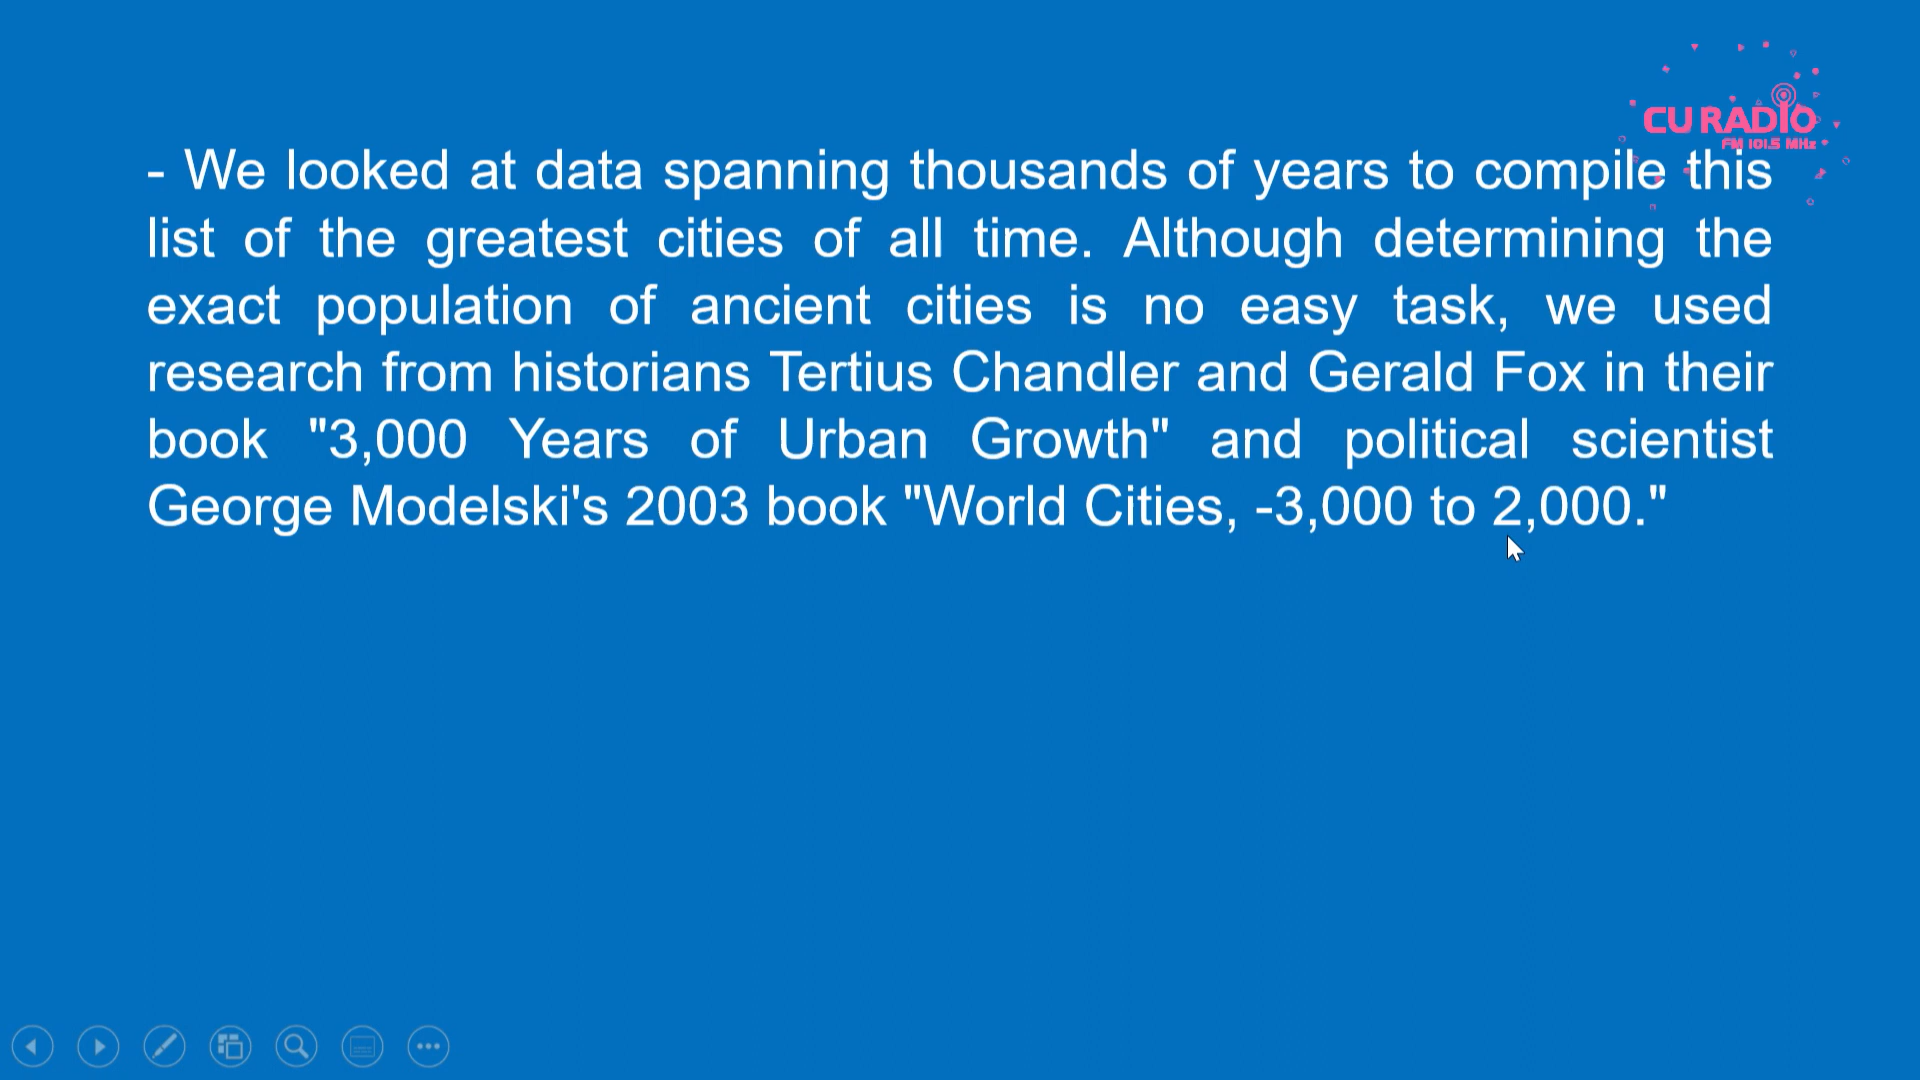 CU RADIO
FM 101.5 MHz
- We looked at data spanning thousands of years to compile this
list of the greatest cities of all time. Although determining the
exact population of ancient cities is no easy task, we used
research from historians Tertius Chandler and Gerald Fox in their
book "3,000 Years of Urban Growth" and political scientist
George Modelski's 2003 book "World Cities, -3,000 to 2,000."